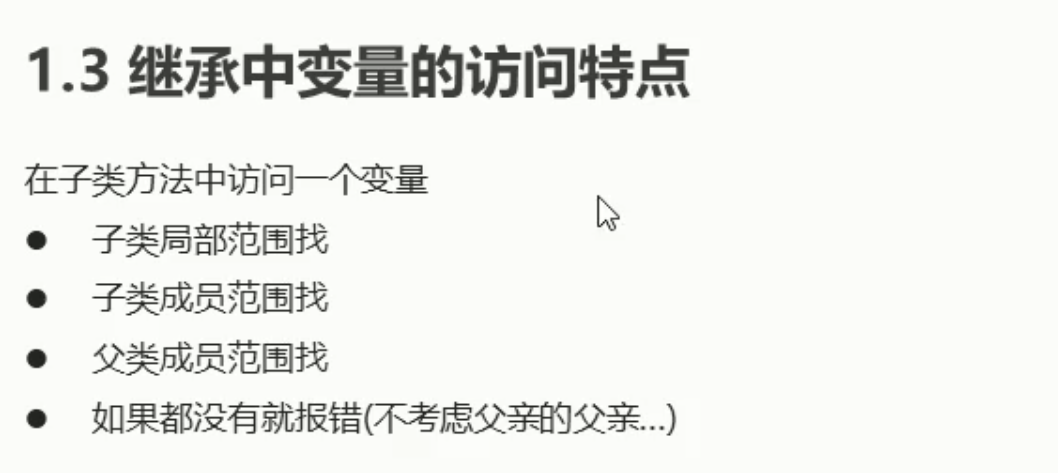 1.3 继承中变量的访问特点
在子类方法中访问一个变量
● 子类局部范围找
● 子类成员范围找
● 父类成员范围找
● 如果都没有就报错(不考虑父亲的父亲...)